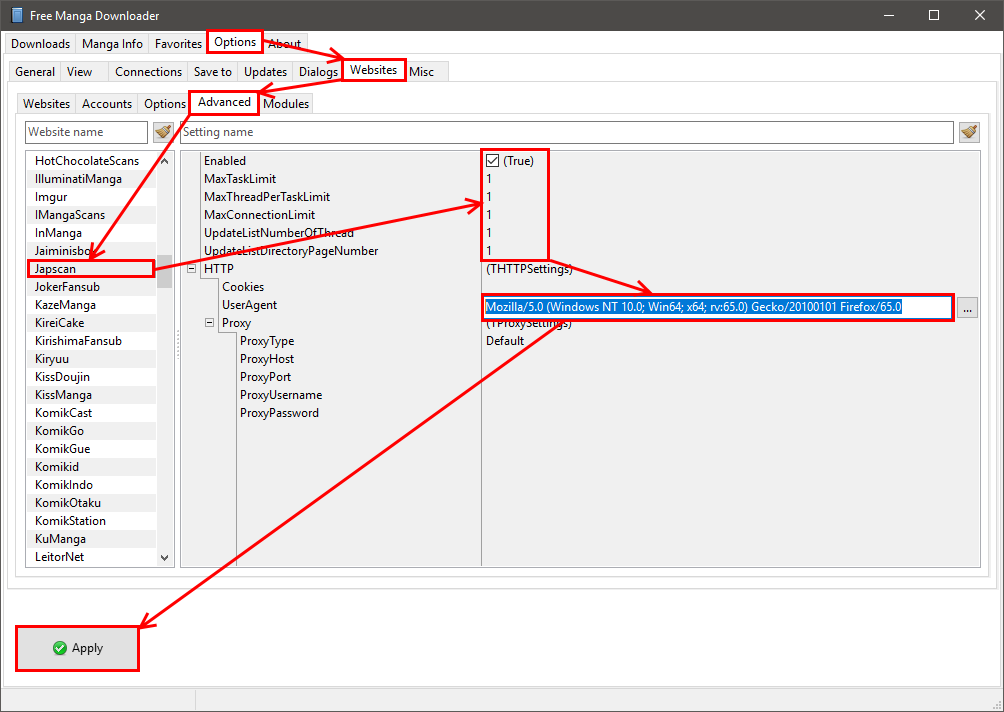 Free Manga Downloader
Downloads Manga Info Favorites Options About
General View Connections Save to Updates Dialogs Websites Misc
Websites Accounts Options Advanced Modules
Website name Setting name
HotChocolateScans Enabled (True)
IlluminatiManga MaxTaskLimit 1
Imgur MaxThreadPerTaskLimit 1
IMangaScans MaxConnectionLimit 1
InManga UpdateListNumberOfThread 1
Jaiminisbo UpdateListDirectoryPageNumber 1
Japscan HTTP (THTTPSettings)
JokerFansub Cookies
KazeManga UserAgent Mozilla/5.0 (Windows NT 10.0; Win64; x64; rv:65.0) Gecko/20100101 Firefox/65.0 ...
KireiCake Proxy (TProxySettings)
KirishimaFansub ProxyType Default
Kiryuu ProxyHost
KissDoujin ProxyPort
KissManga ProxyUsername
KomikCast ProxyPassword
KomikGo
KomikGue
Komikid
KomikIndo
KomikOtaku
KomikStation
KuManga
LeitorNet
Apply